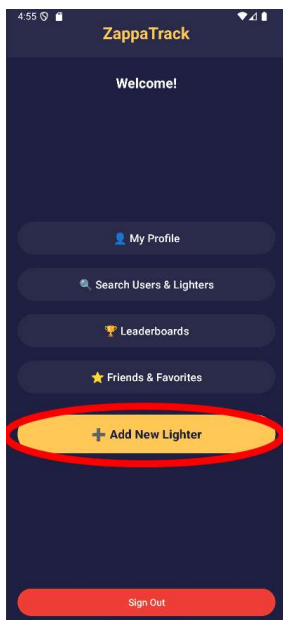 4:55
ZappaTrack
Welcome!
👤 My Profile
🔍 Search Users & Lighters
🏆 Leaderboards
⭐ Friends & Favorites
➕ Add New Lighter
Sign Out